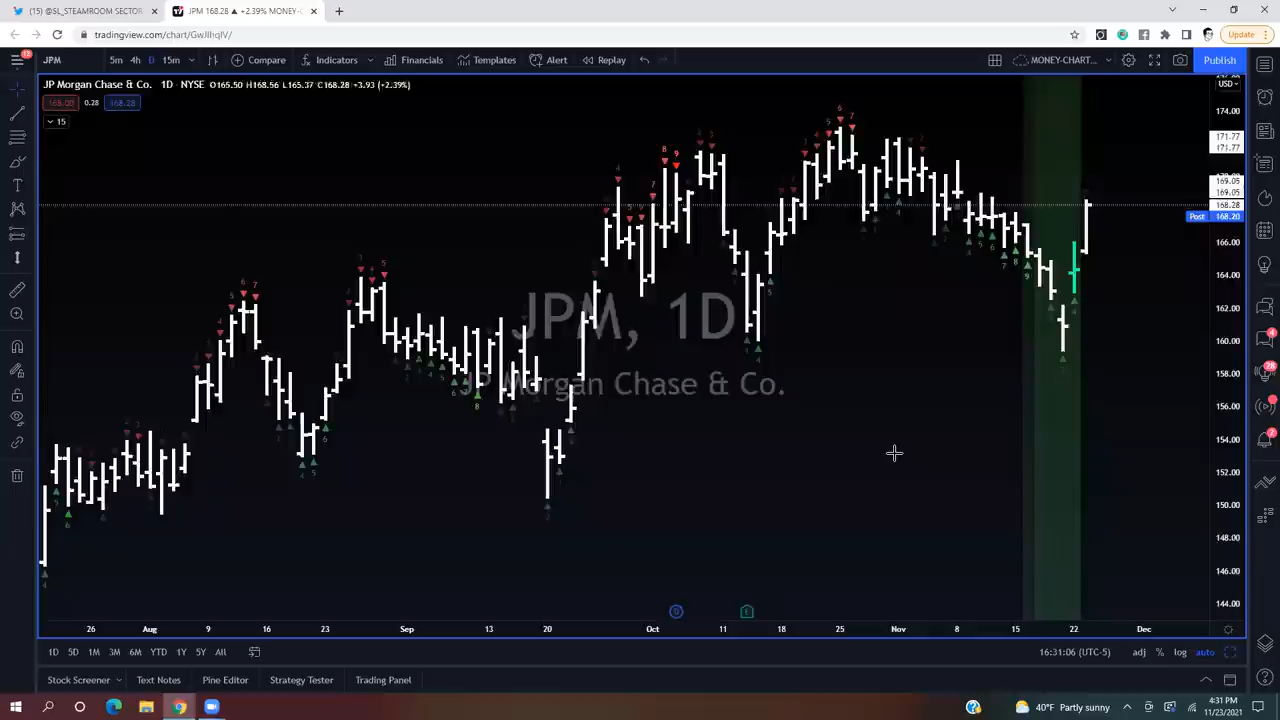 (15) @SL_STEAMROOM SECTOR
JPM 168.28 ▲ +2.39% MONEY-C
tradingview.com/chart/GwJIhqIV/
Update
JPM
5m 4h D 15m
Compare
Indicators
Financials
Templates
Alert
Replay
MONEY-CHART...
Publish
JP Morgan Chase & Co. 1D NYSE O165.50 H168.56 L165.37 C168.28 +3.93 (+2.39%)
168.00 0.28 168.28
15
USD
174.00
171.77
171.77
169.05
169.05
168.28
Post 168.20
166.00
164.00
162.00
160.00
158.00
156.00
154.00
152.00
150.00
148.00
146.00
144.00
JPM, 1D
JP Morgan Chase & Co.
26 Aug 9 16 23 Sep 13 20 Oct 11 18 25 Nov 8 15 22 Dec
1D 5D 1M 3M 6M YTD 1Y 5Y All
16:31:06 (UTC-5) adj % log auto
Stock Screener Text Notes Pine Editor Strategy Tester Trading Panel
40°F Partly sunny
4:31 PM
11/23/2021